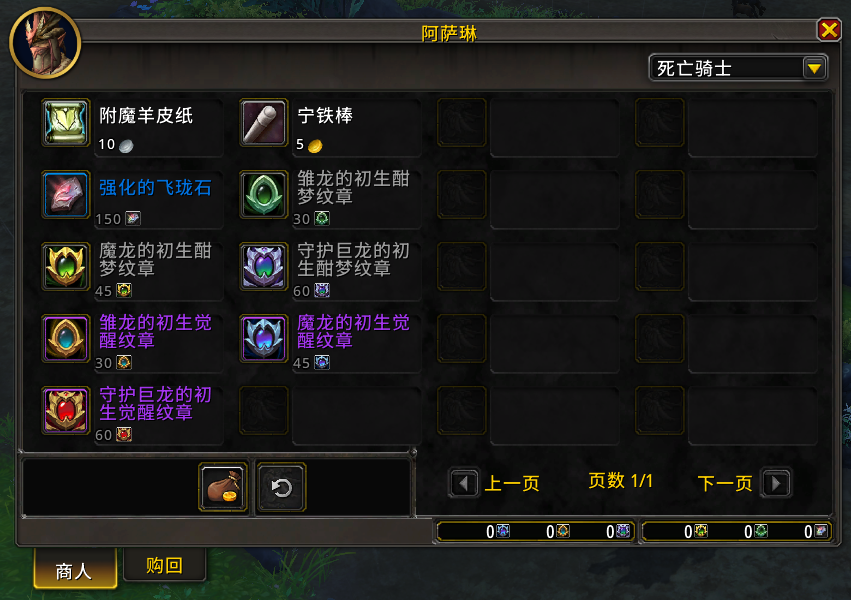 阿萨琳
死亡骑士
附魔羊皮纸
10
宁铁棒
5
强化的飞珑石
150
雏龙的初生酣
梦纹章
30
魔龙的初生酣
梦纹章
45
守护巨龙的初
生酣梦纹章
60
雏龙的初生觉
醒纹章
30
魔龙的初生觉
醒纹章
45
守护巨龙的初
生觉醒纹章
60
上一页
页数 1/1
下一页
0 0 0 0 0 0
商人
购回